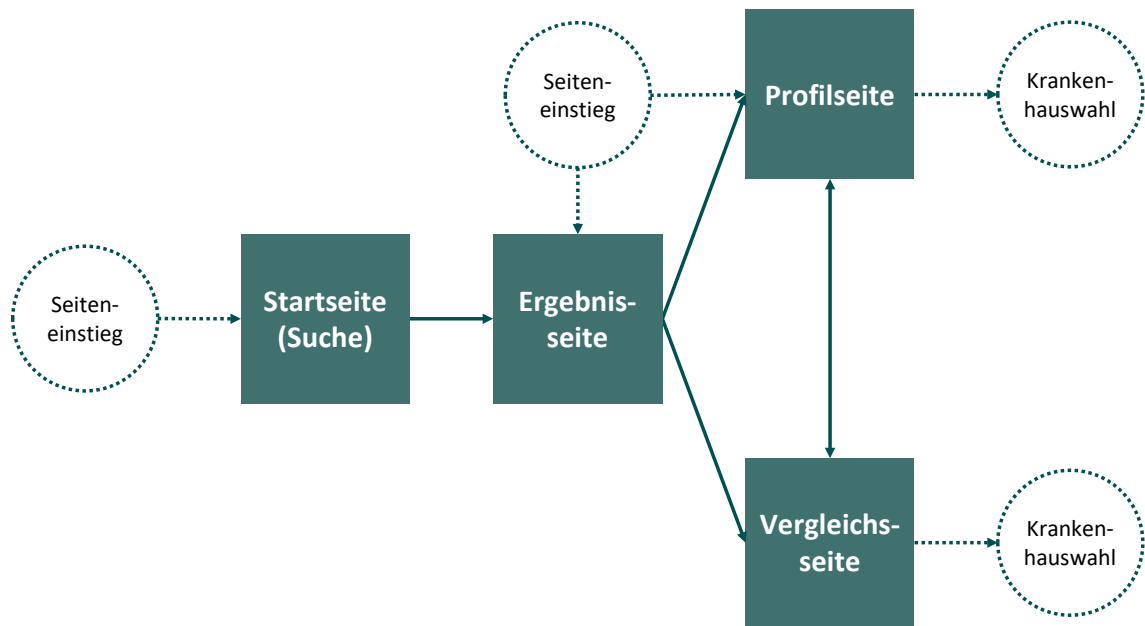 Seiten-
einstieg
Profilseite
Kranken-
hauswahl
Seiten-
einstieg
Startseite
(Suche)
Ergebnis-
seite
Vergleichs-
seite
Kranken-
hauswahl